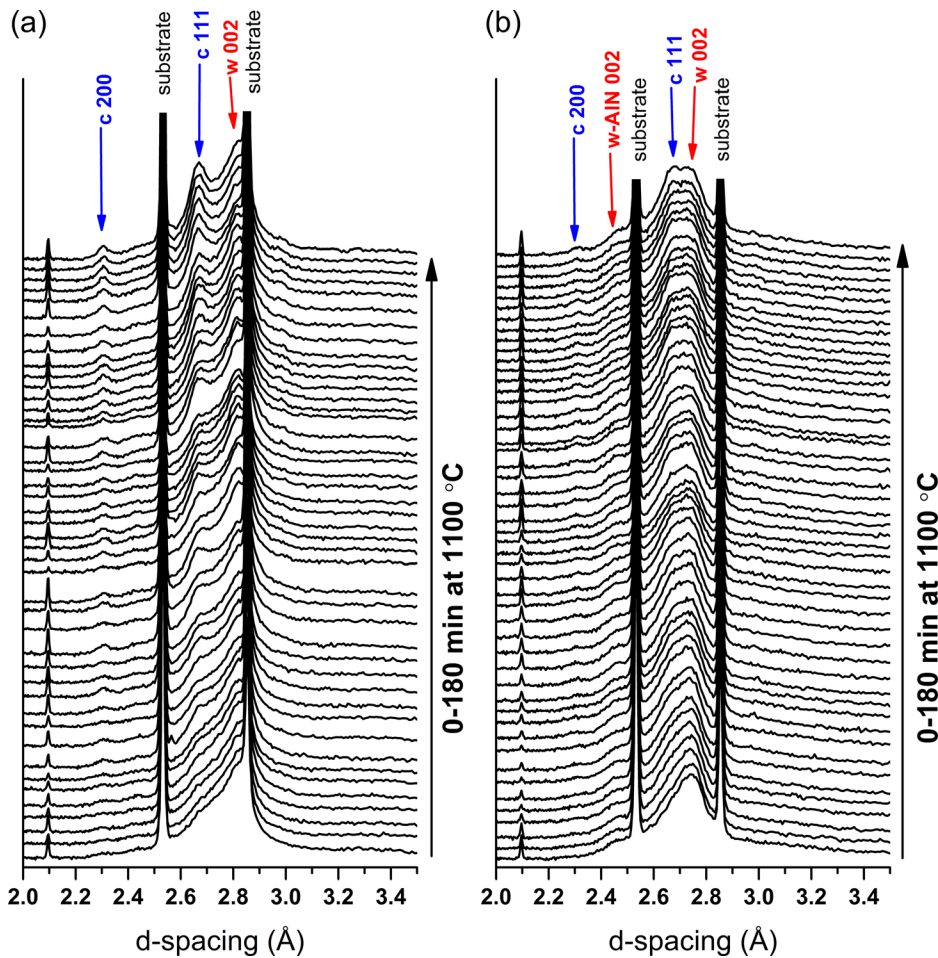 (a)
c 200
substrate
c 111
w 002
substrate
0-180 min at 1100 °C
2.0 2.2 2.4 2.6 2.8 3.0 3.2 3.4
d-spacing (Å)
(b)
c 200
w-AlN 002
substrate
c 111
w 002
substrate
0-180 min at 1100 °C
2.0 2.2 2.4 2.6 2.8 3.0 3.2 3.4
d-spacing (Å)